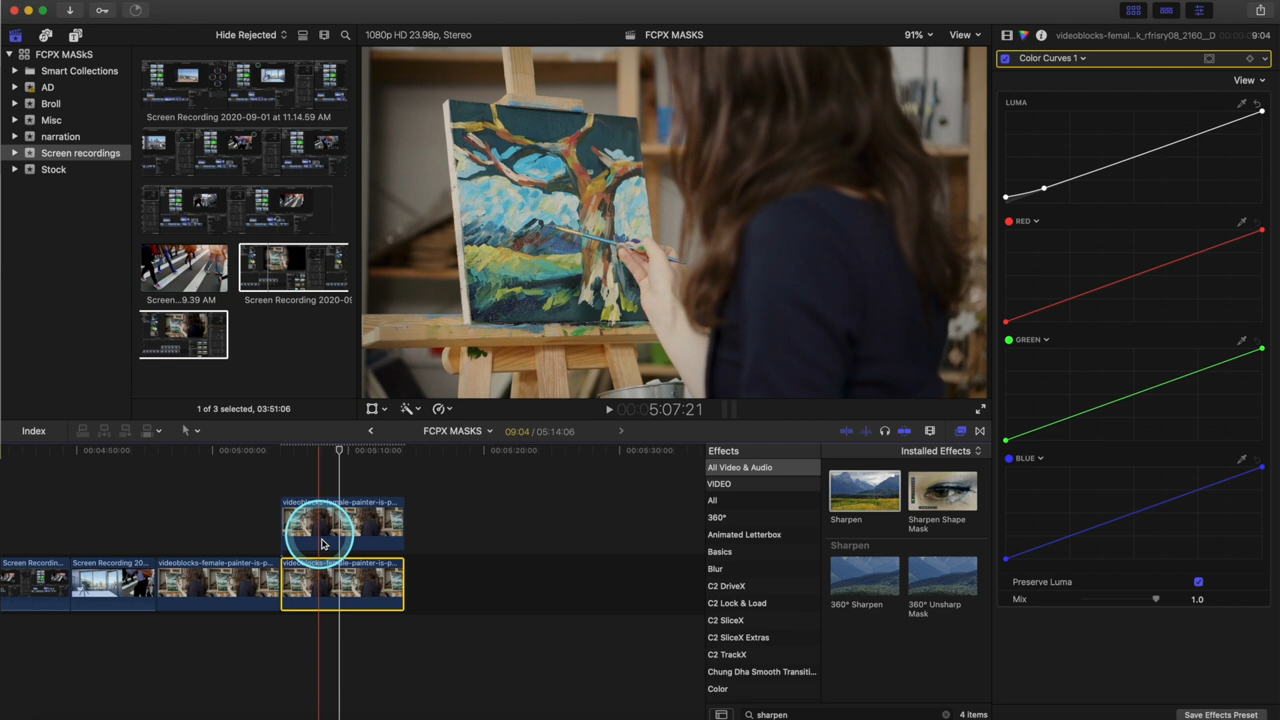 Hide Rejected
1080p HD 23.98p, Stereo
FCPX MASKS
91%
View
videoblocks-femal...k_rfrisry08_2160__D
9:04
FCPX MASKS
Smart Collections
AD
Broll
Misc
narration
Screen recordings
Stock
Screen Recording 2020-09-01 at 11.14.59 AM
Screen...9.39 AM
Screen Recording 2020-09
1 of 3 selected, 03:51:06
00:00:5:07:21
Color Curves 1
View
LUMA
RED
GREEN
BLUE
Preserve Luma
Mix
1.0
Save Effects Preset
Index
FCPX MASKS
09:04 / 05:14:06
00:04:50:00
00:05:00:00
00:05:10:00
00:05:20:00
00:05:30:00
videoblocks-female-painter-is-p...
Screen Recordin...
Screen Recording 20...
videoblocks-female-painter-is-p...
videoblocks-female-painter-is-p...
Effects
Installed Effects
All Video & Audio
VIDEO
All
360°
Animated Letterbox
Basics
Blur
C2 DriveX
C2 Lock & Load
C2 SliceX
C2 SliceX Extras
C2 TrackX
Chung Dha Smooth Transiti...
Color
Sharpen
Sharpen Shape
Mask
Sharpen
360° Sharpen
360° Unsharp
Mask
sharpen
4 items